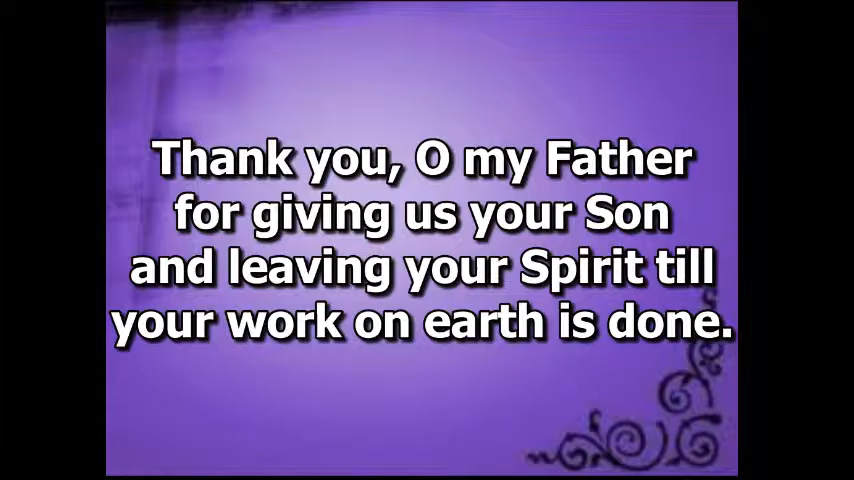 Thank you, O my Father
for giving us your Son
and leaving your Spirit till
your work on earth is done.